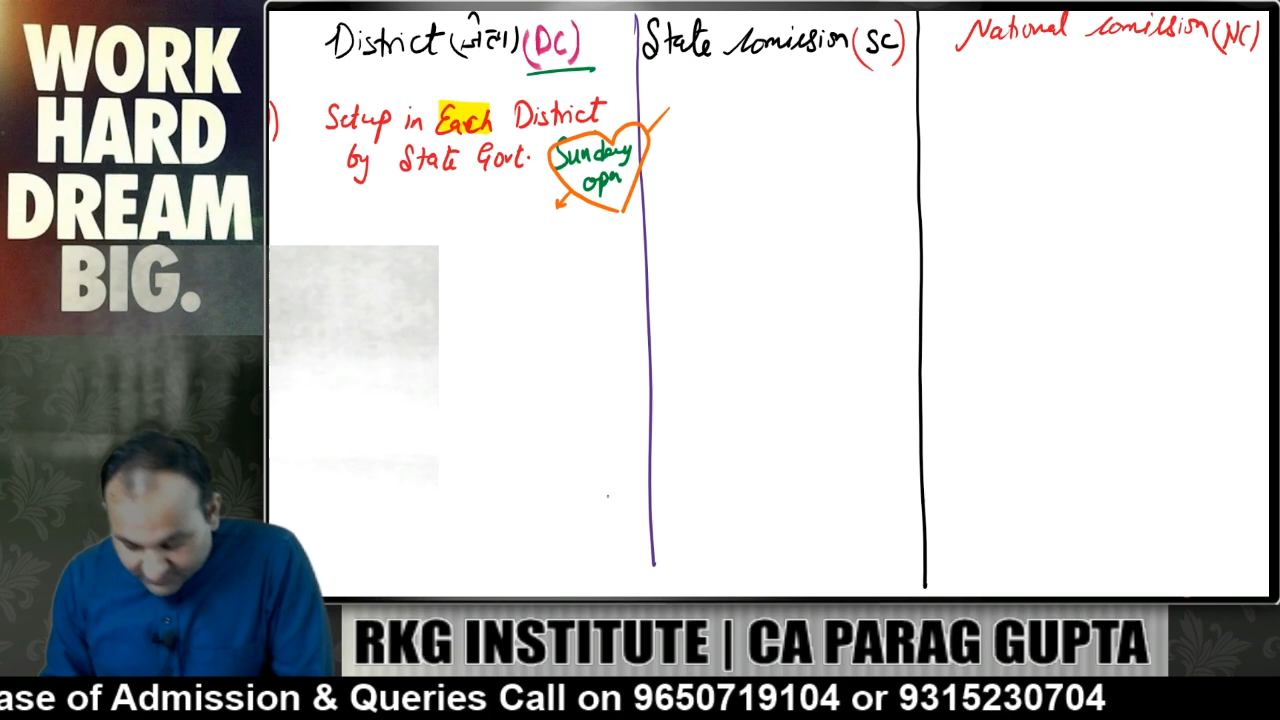 WORK
HARD
DREAM
BIG.
District (जिला) (DC)
State Comission (SC)
National Comission (NC)
) Setup in Each District
by State Govt.
Sunday
open
RKG INSTITUTE | CA PARAG GUPTA
ase of Admission & Queries Call on 9650719104 or 9315230704